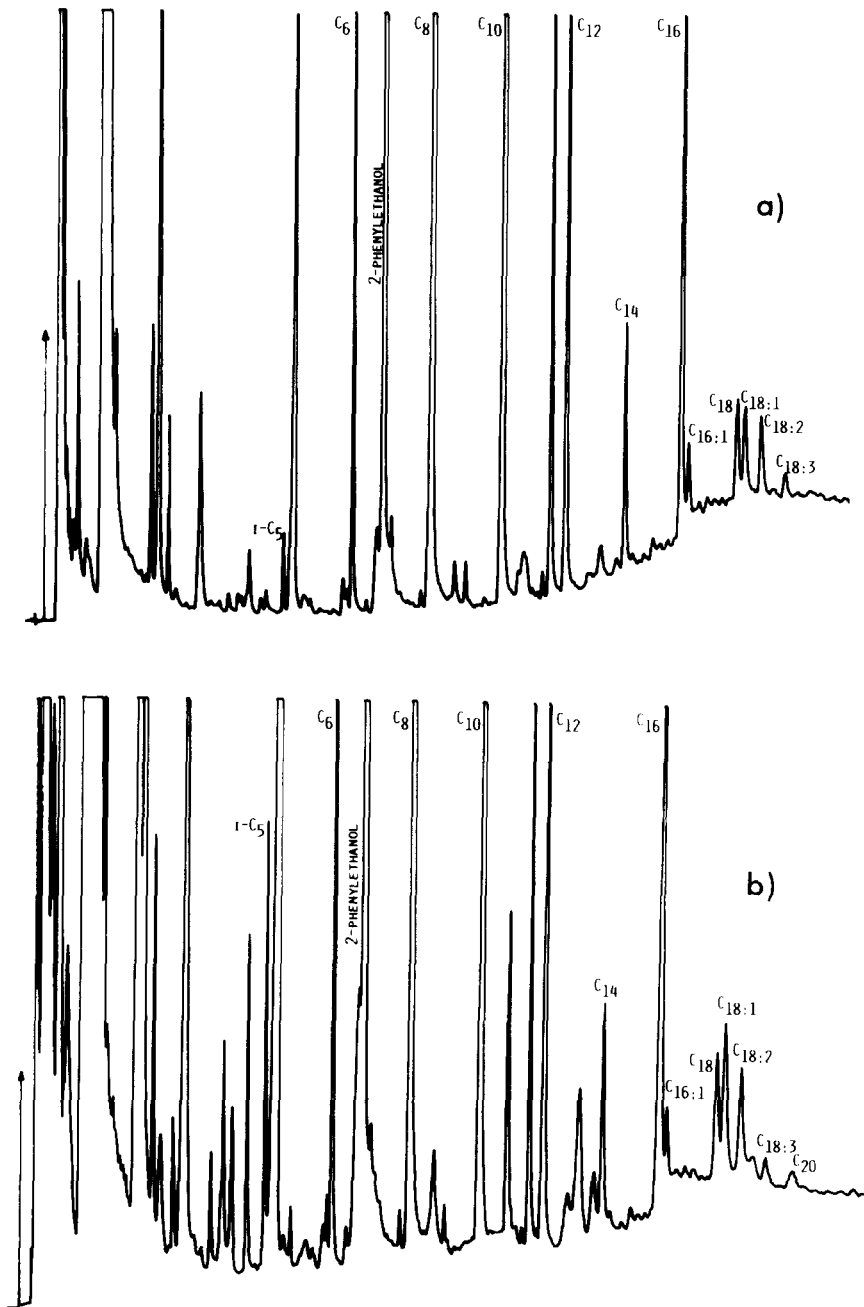 C6 C8 C10 C12 C16
2-PHENYLETHANOL
a)
C14
C18 C18:1
C18:2
C16:1
C18:3
ɪ-C5
C6 C8 C10 C12 C16
ɪ-C5
2-PHENYLETHANOL
b)
C14
C18:1
C18 C18:2
C16:1
C18:3
C20